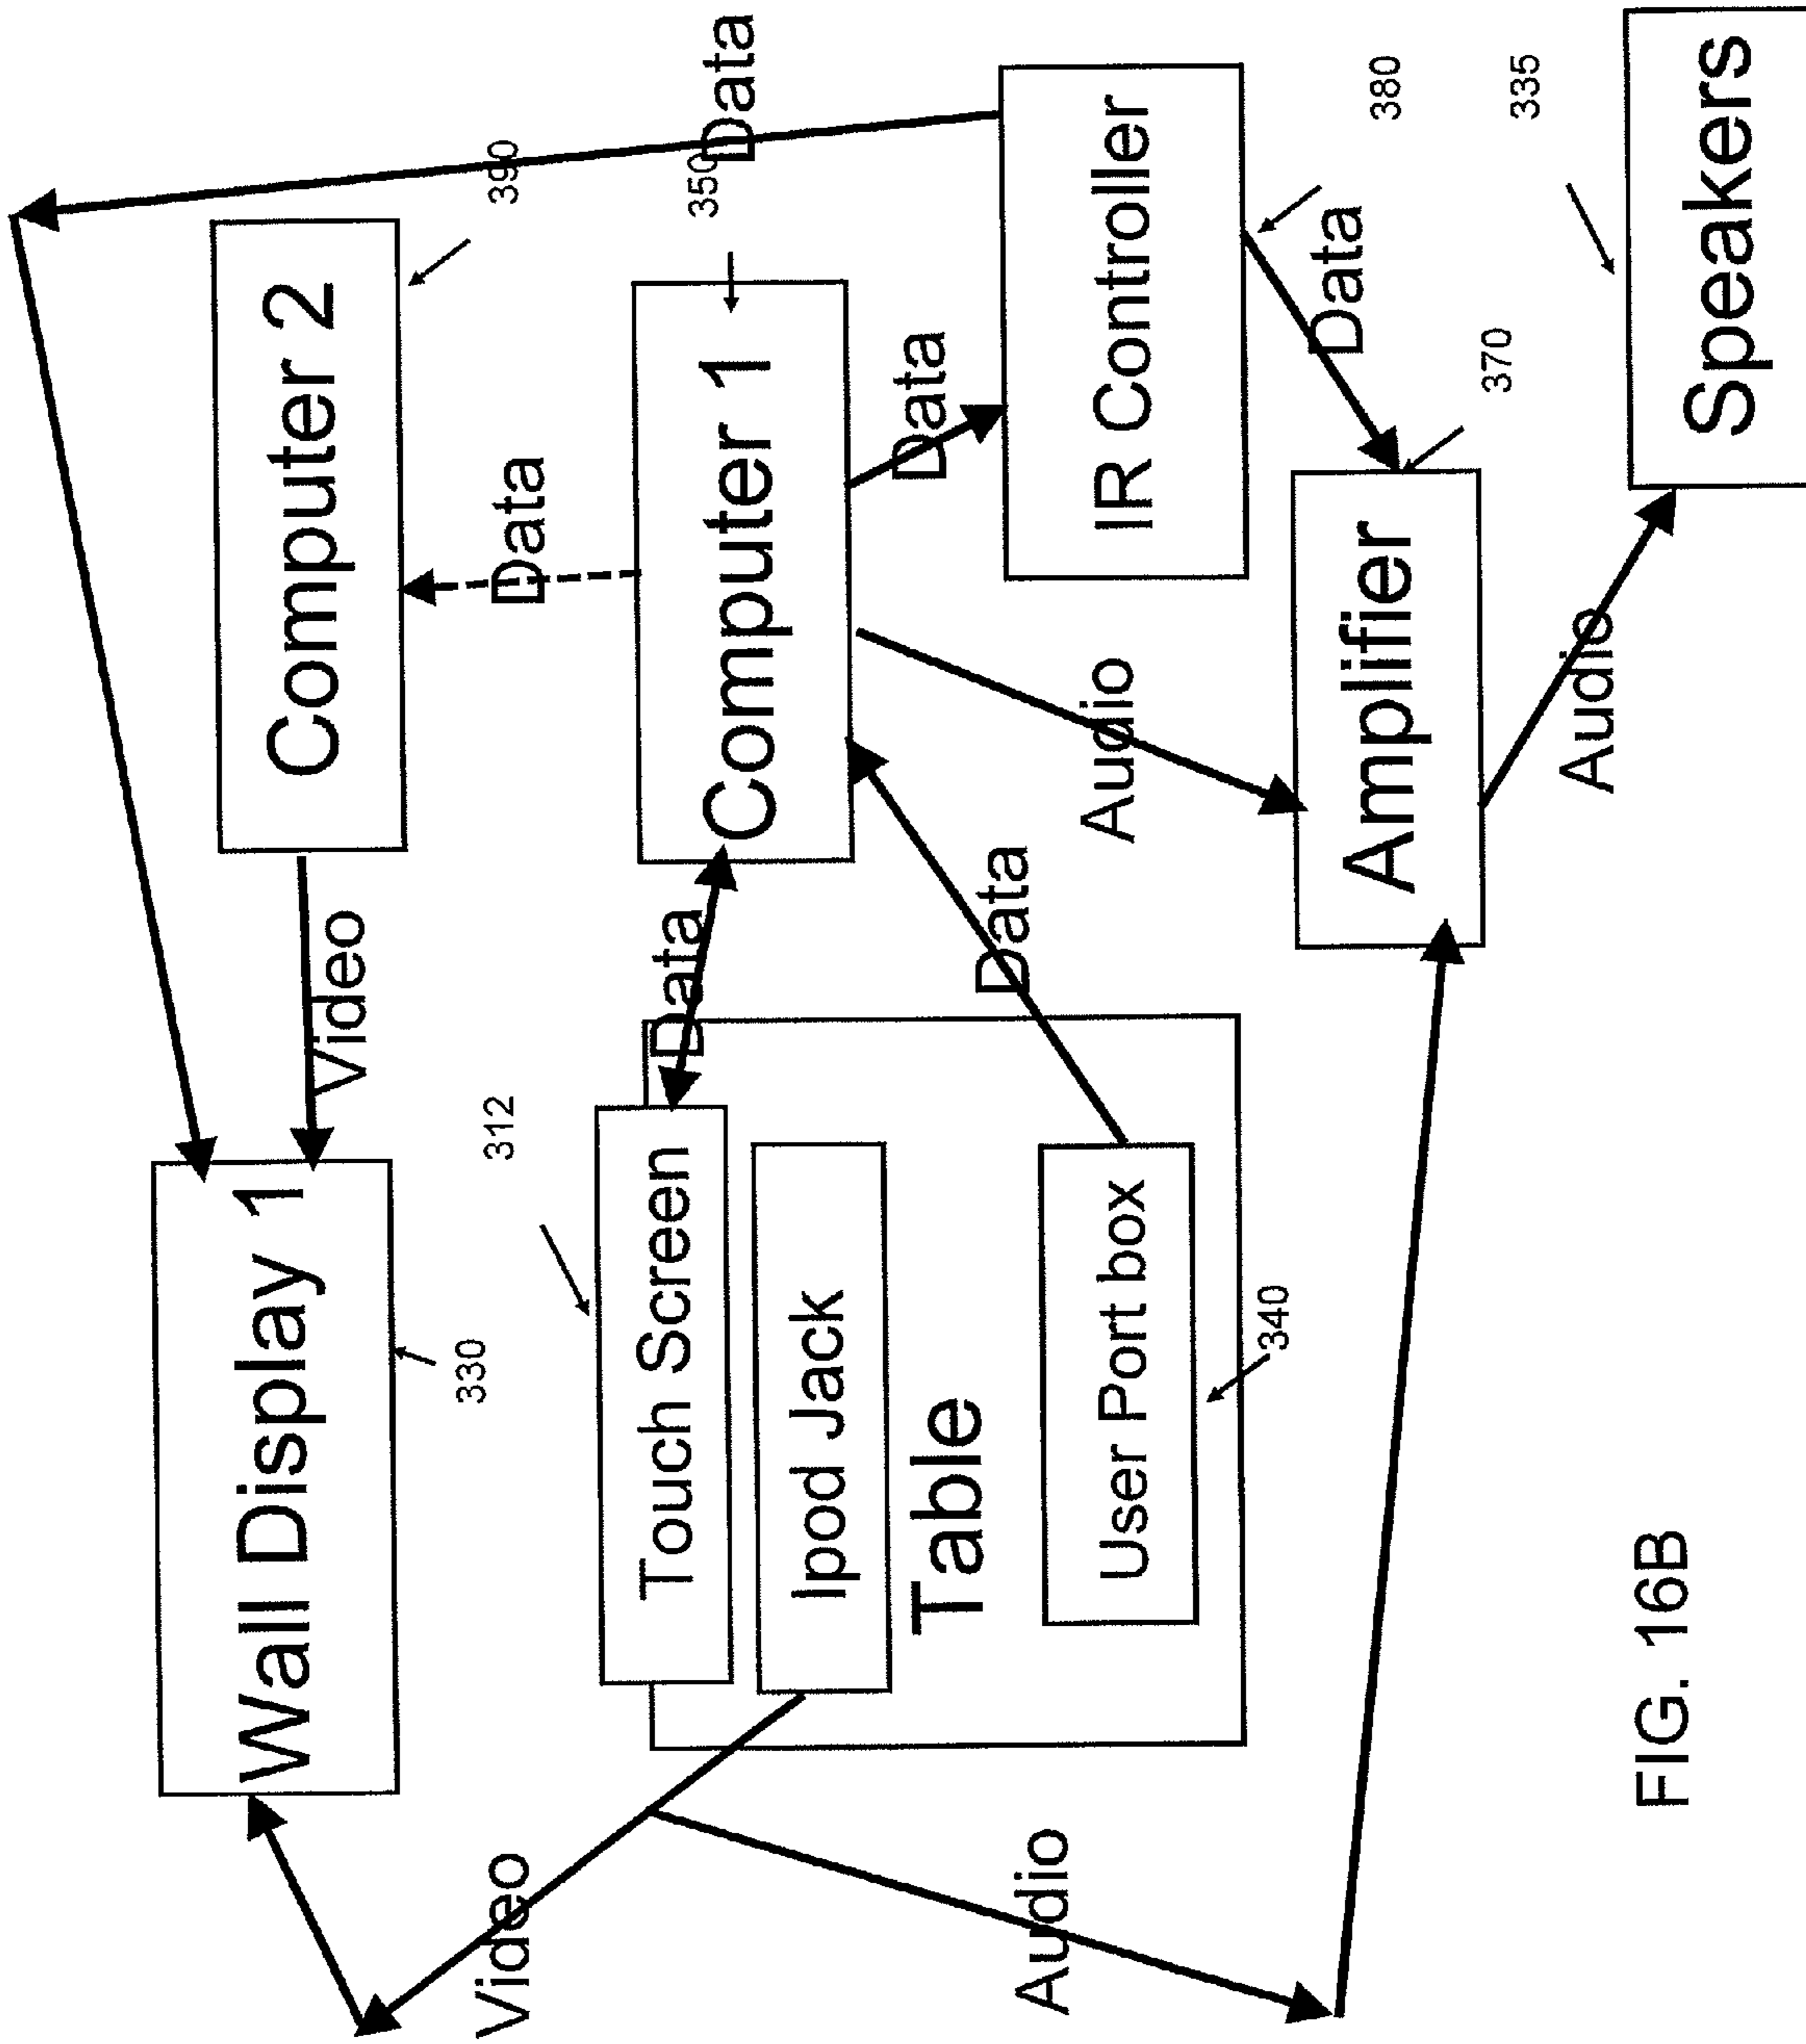 Wall Display 1
330
Video
Computer 2
390
Data
312
Touch Screen
Data
Computer 1
350
Data
Ipod Jack
Table
User Port box
340
Data
Data
IR Controller
380
Video
Audio
Audio
Data
Amplifier
370
Audio
335
Speakers
FIG. 16B